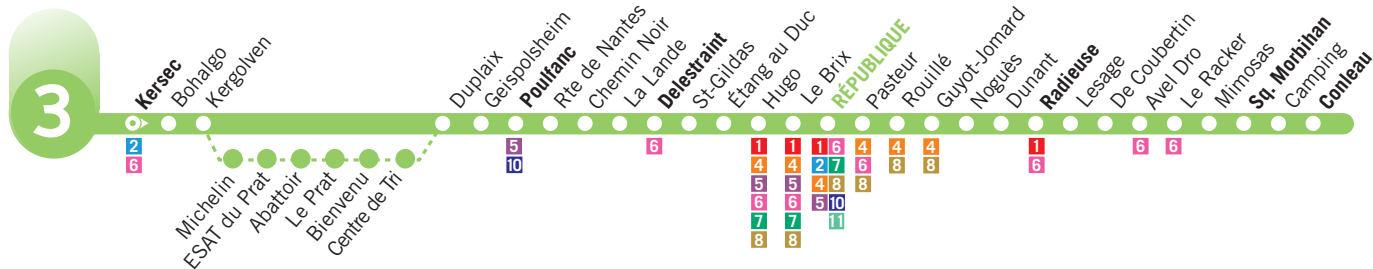 3
Kersec
Bohalgo
Kergolven
Duplaix
Geispolsheim
Poulfanc
Rte de Nantes
Chemin Noir
La Lande
Delestraint
St-Gildas
Étang au Duc
Hugo
Le Brix
RÉPUBLIQUE
Pasteur
Rouillé
Guyot-Jomard
Noguès
Dunant
Radieuse
Lesage
De Coubertin
Avel Dro
Le Racker
Mimosas
Sq. Morbihan
Camping
Conleau
Michelin
ESAT du Prat
Abattoir
Le Prat
Bienvenu
Centre de Tri
2
6
5
10
6
1
4
5
6
7
8
1
4
5
6
7
8
1 6
2 7
4 8
5 10
11
4
6
8
4
8
4
8
1
6
6
6